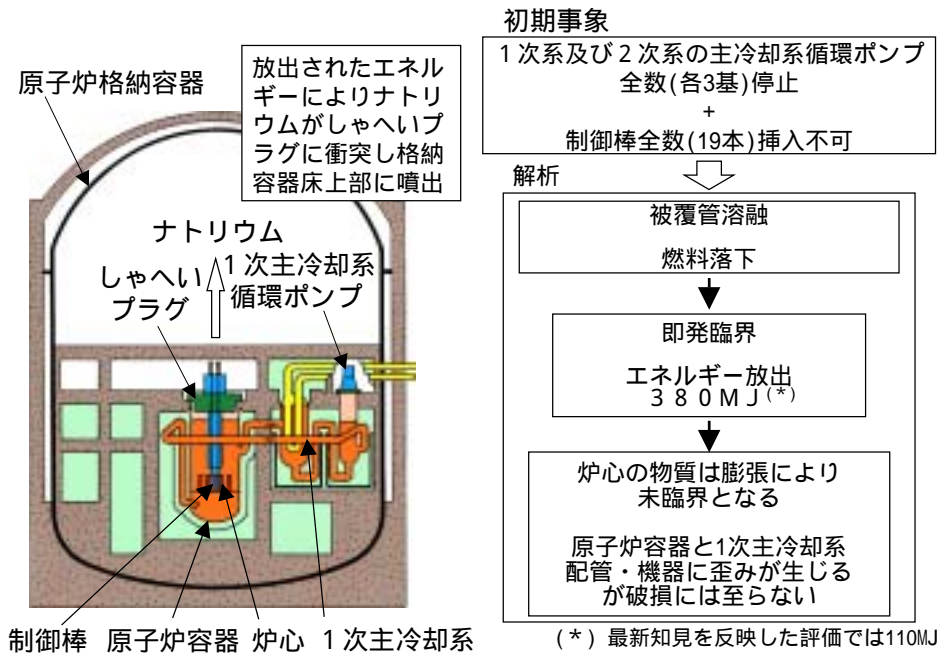 原子炉格納容器
放出されたエネル
ギーによりナトリ
ウムがしゃへいプ
ラグに衝突し格納
容器床上部に噴出
ナトリウム
しゃへい
プラグ
1次主冷却系
循環ポンプ
制御棒
原子炉容器
炉心
1次主冷却系
初期事象
1次系及び2次系の主冷却系循環ポンプ
全数(各3基)停止
+
制御棒全数(19本)挿入不可
解析
被覆管溶融
燃料落下
即発臨界
エネルギー放出
380MJ(*)
炉心の物質は膨張により
未臨界となる
原子炉容器と1次主冷却系
配管・機器に歪みが生じる
が破損には至らない
(*) 最新知見を反映した評価では110MJ